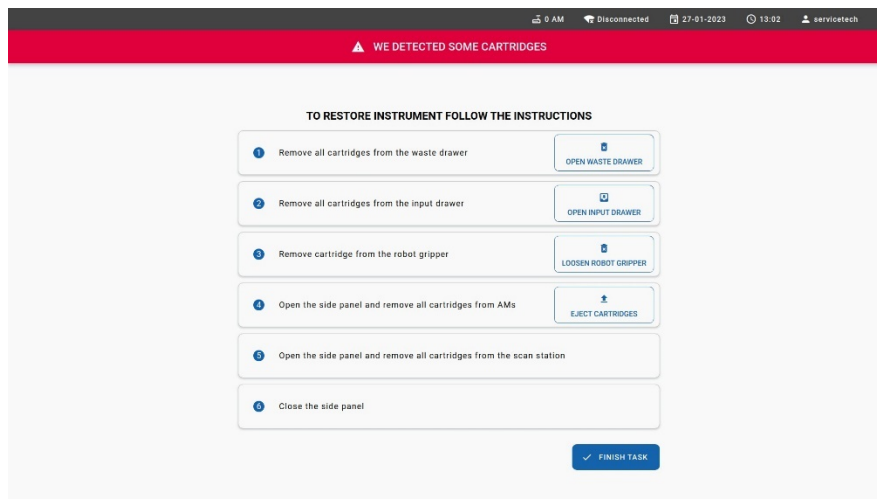 0 AM Disconnected 27-01-2023 13:02 servicetech
WE DETECTED SOME CARTRIDGES
TO RESTORE INSTRUMENT FOLLOW THE INSTRUCTIONS
1 Remove all cartridges from the waste drawer
OPEN WASTE DRAWER
2 Remove all cartridges from the input drawer
OPEN INPUT DRAWER
3 Remove cartridge from the robot gripper
LOOSEN ROBOT GRIPPER
4 Open the side panel and remove all cartridges from AMs
EJECT CARTRIDGES
5 Open the side panel and remove all cartridges from the scan station
6 Close the side panel
FINISH TASK